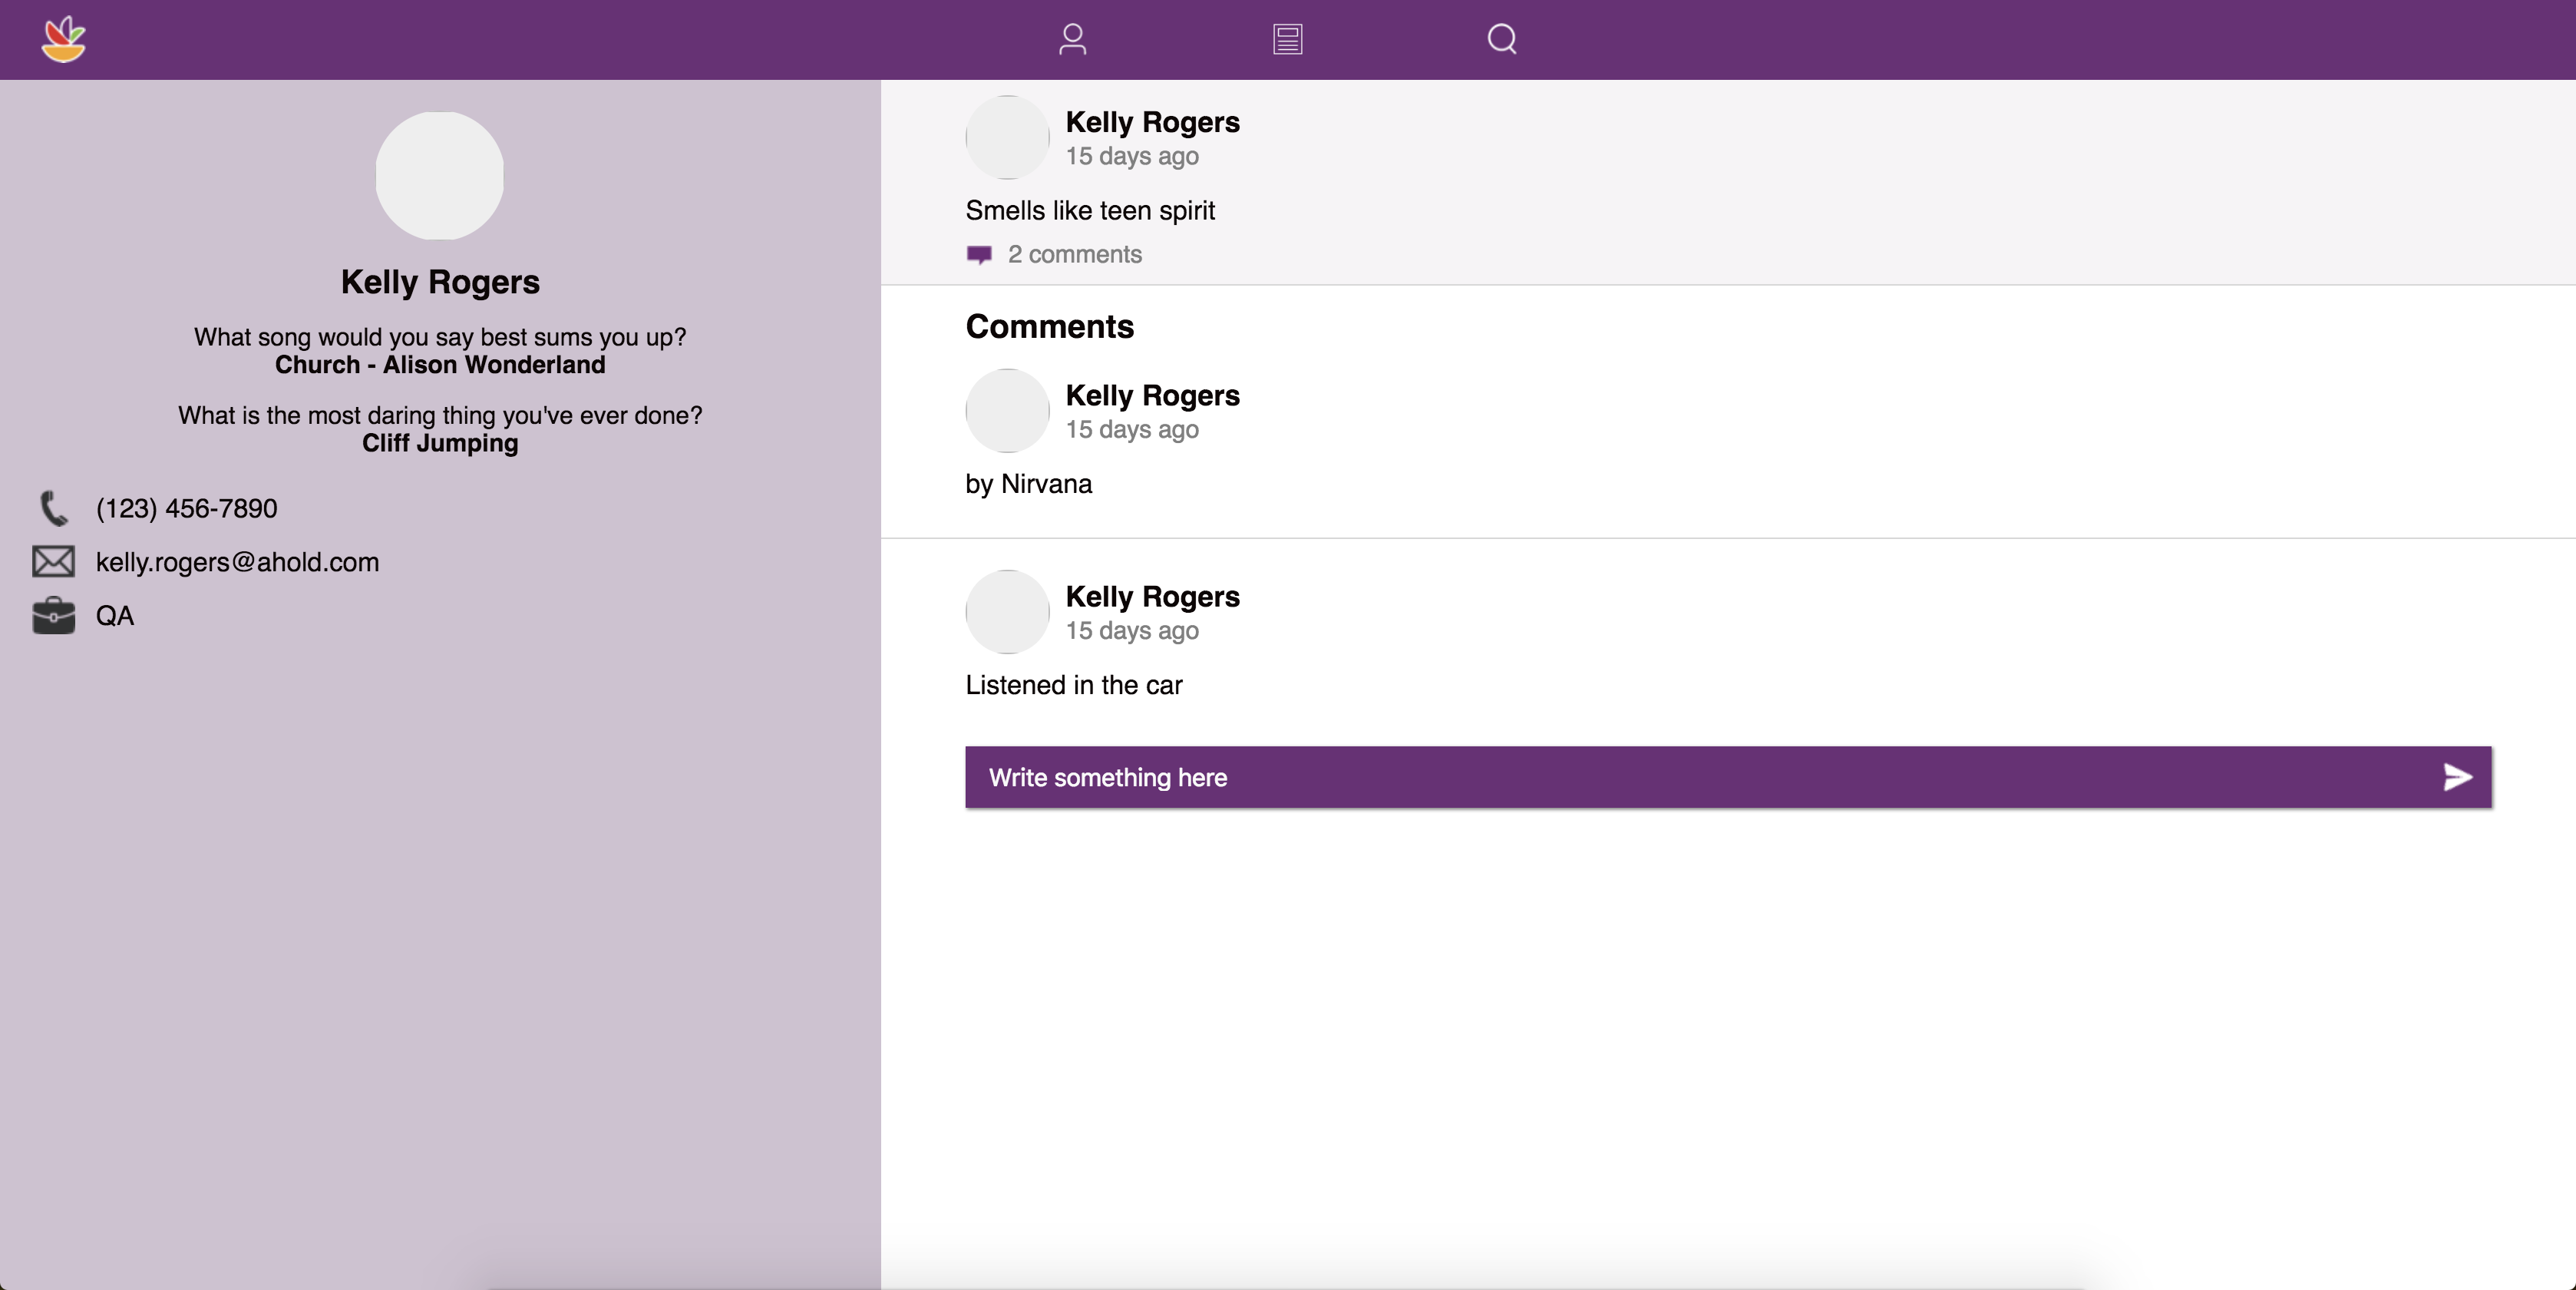 Kelly Rogers
What song would you say best sums you up?
Church - Alison Wonderland
What is the most daring thing you've ever done?
Cliff Jumping
(123) 456-7890
kelly.rogers@ahold.com
QA
Kelly Rogers
15 days ago
Smells like teen spirit
2 comments
Comments
Kelly Rogers
15 days ago
by Nirvana
Kelly Rogers
15 days ago
Listened in the car
Write something here